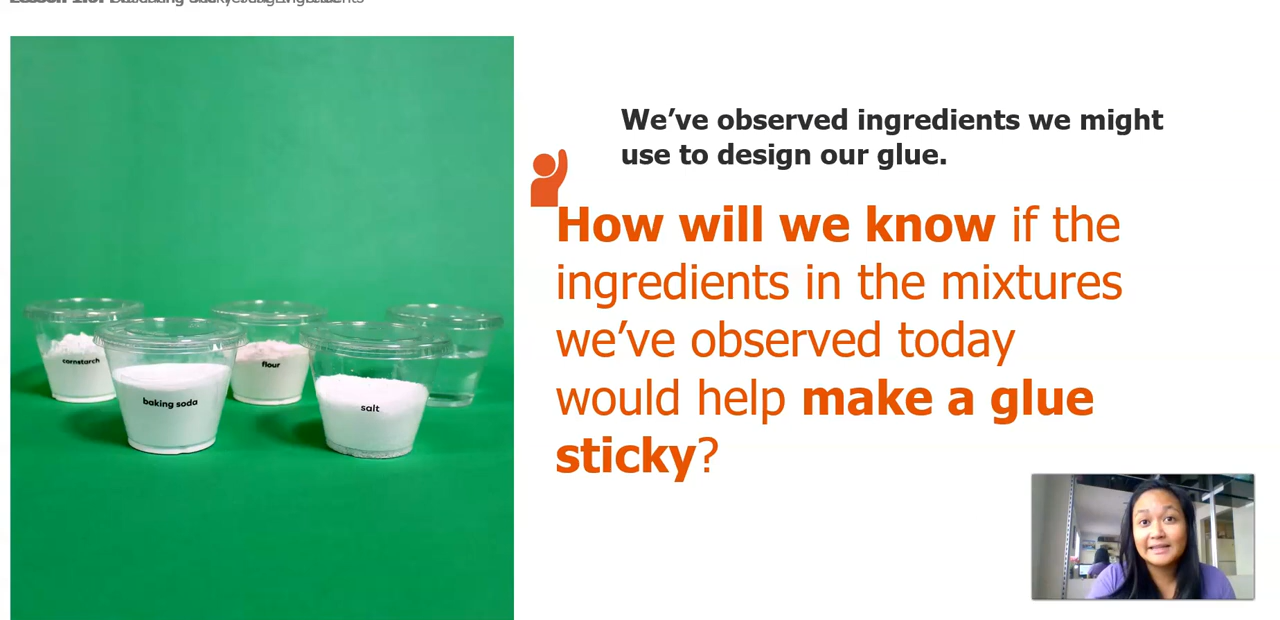 We've observed ingredients we might
use to design our glue.
How will we know if the
ingredients in the mixtures
we've observed today
would help make a glue
sticky?
cornstarch
flour
baking soda
salt